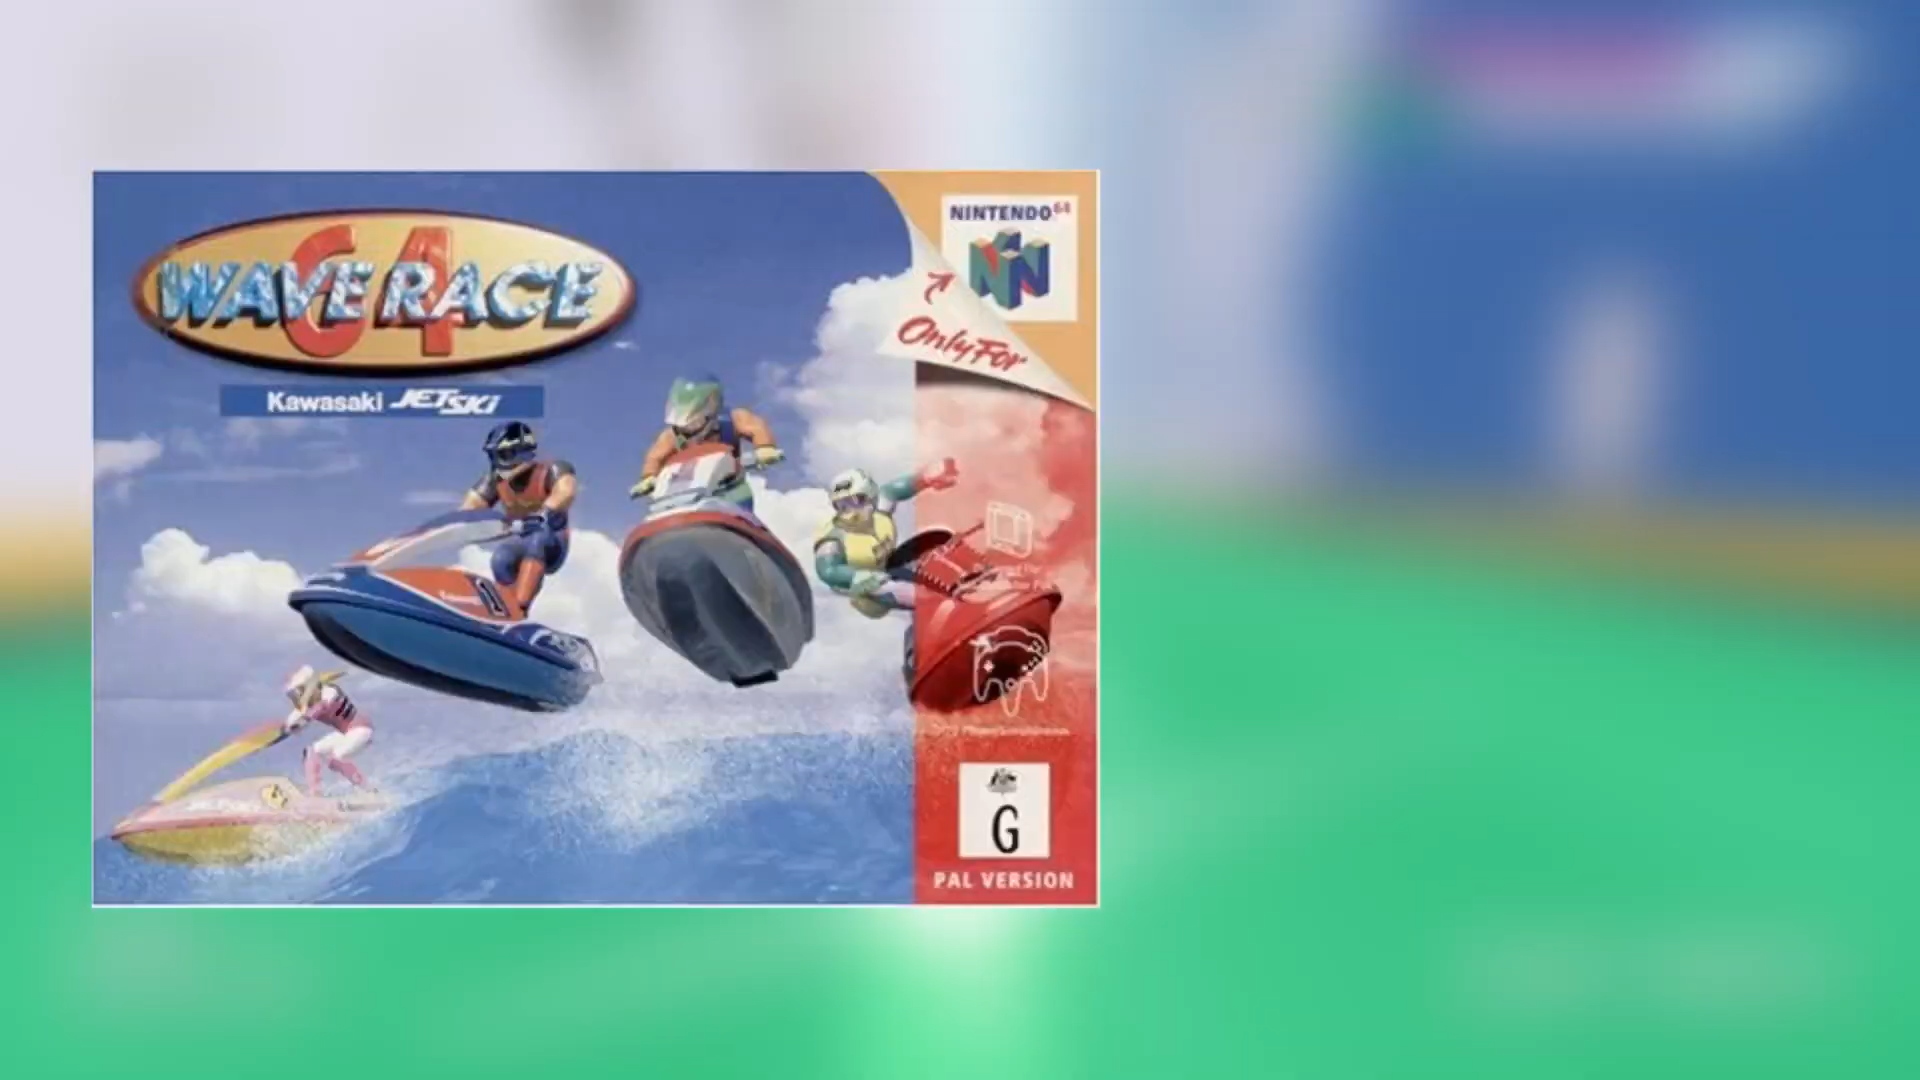 WAVE RACE
64
Kawasaki JET SKI
NINTENDO64
Only For
G
PAL VERSION